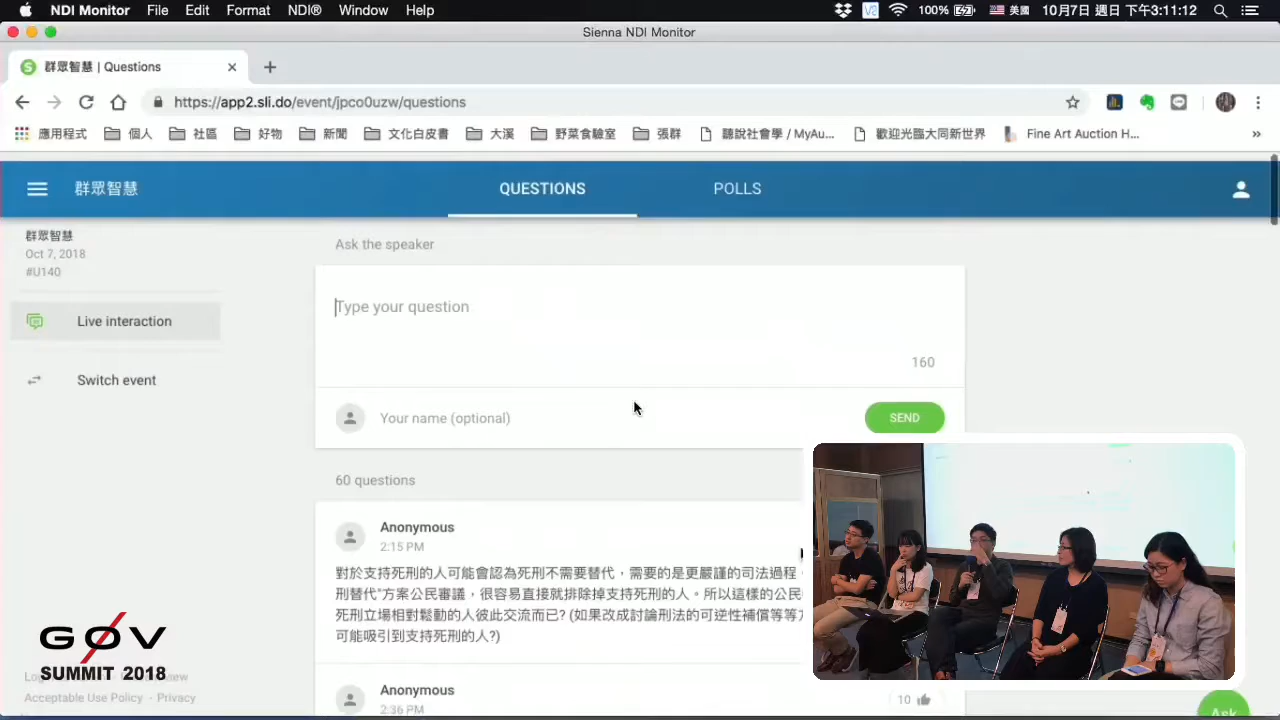 NDI Monitor File Edit Format NDI® Window Help 100% 美國 10月7日 週日 下午3:11:12
Sienna NDI Monitor
群眾智慧 | Questions
https://app2.sli.do/event/jpco0uzw/questions
應用程式 個人 社區 好物 新聞 文化白皮書 大溪 野菜食驗室 張群 聽說社會學 / MyAu... 歡迎光臨大同新世界 Fine Art Auction H... »
群眾智慧 QUESTIONS POLLS
群眾智慧
Oct 7, 2018
#U140
Live interaction
Switch event
Ask the speaker
Type your question
160
Your name (optional)
SEND
60 questions
Anonymous
2:15 PM
對於支持死刑的人可能會認為死刑不需要替代，需要的是更嚴謹的司法過程
刑替代"方案公民審議，很容易直接就排除掉支持死刑的人。所以這樣的公民
死刑立場相對鬆動的人彼此交流而已? (如果改成討論刑法的可逆性補償等等方
可能吸引到支持死刑的人?)
Anonymous
2:36 PM
10
Ask
GØV
SUMMIT 2018
Acceptable Use Policy - Privacy